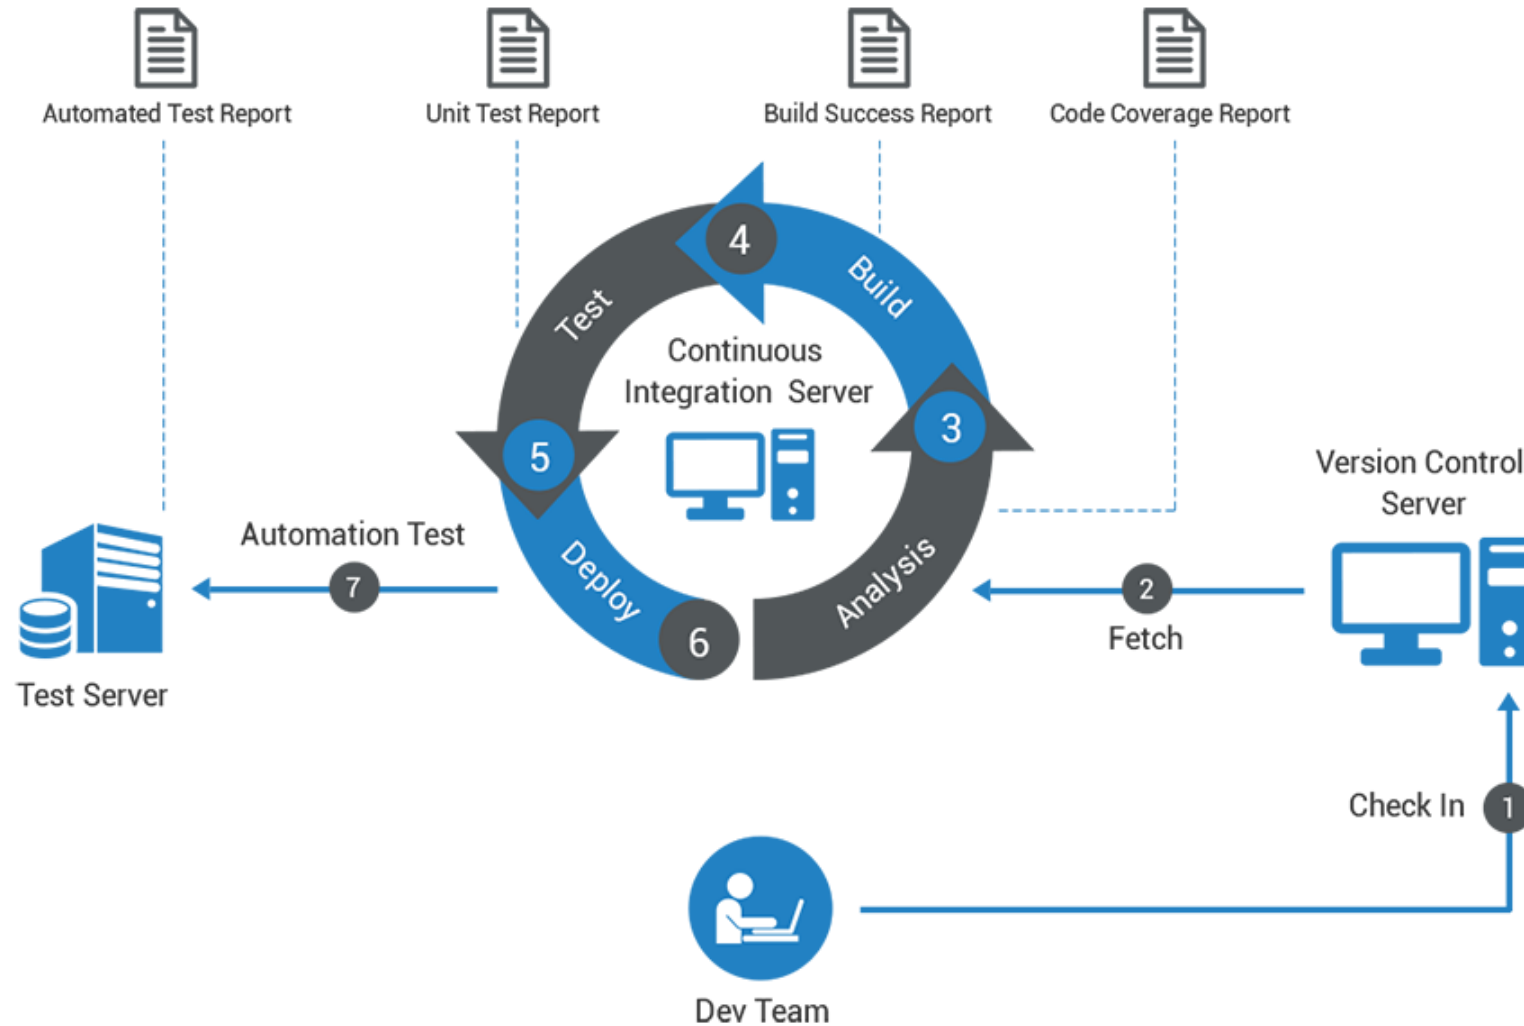 Automated Test Report
Unit Test Report
Build Success Report
Code Coverage Report
4
Build
Test
Continuous
Integration Server
3
5
Version Control
Server
Automation Test
7
Deploy
Analysis
2
Fetch
6
Test Server
Check In
1
Dev Team